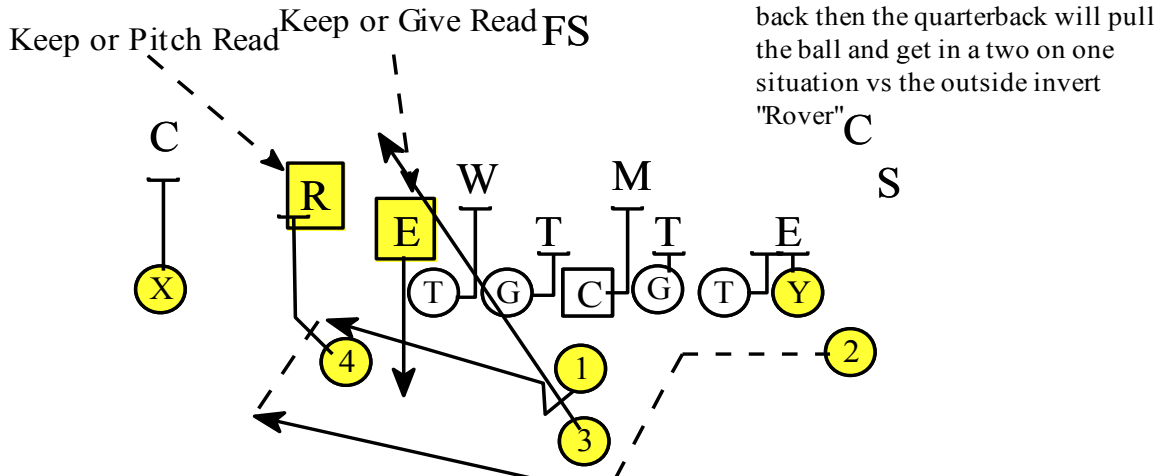 Keep or Pitch Read
Keep or Give Read
FS
back then the quarterback will pull
the ball and get in a two on one
situation vs the outside invert
"Rover"
C
C
S
R
W
M
E
T
T
E
X
T
G
C
G
T
Y
4
1
2
3